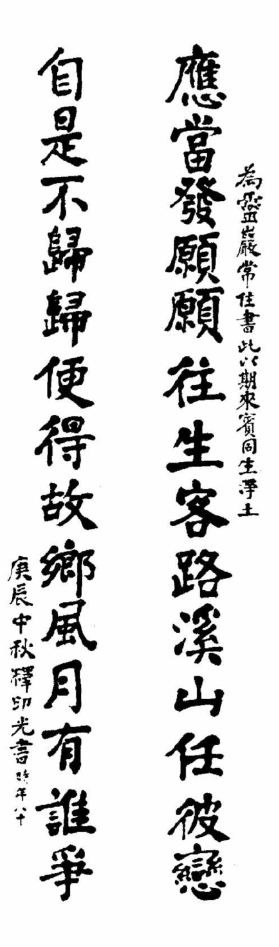 為靈巖常住書此以期來賓同生淨土
應當發願願往生客路溪山任彼戀
自是不歸歸便得故鄉風月有誰爭
庚辰中秋釋印光書時年八十